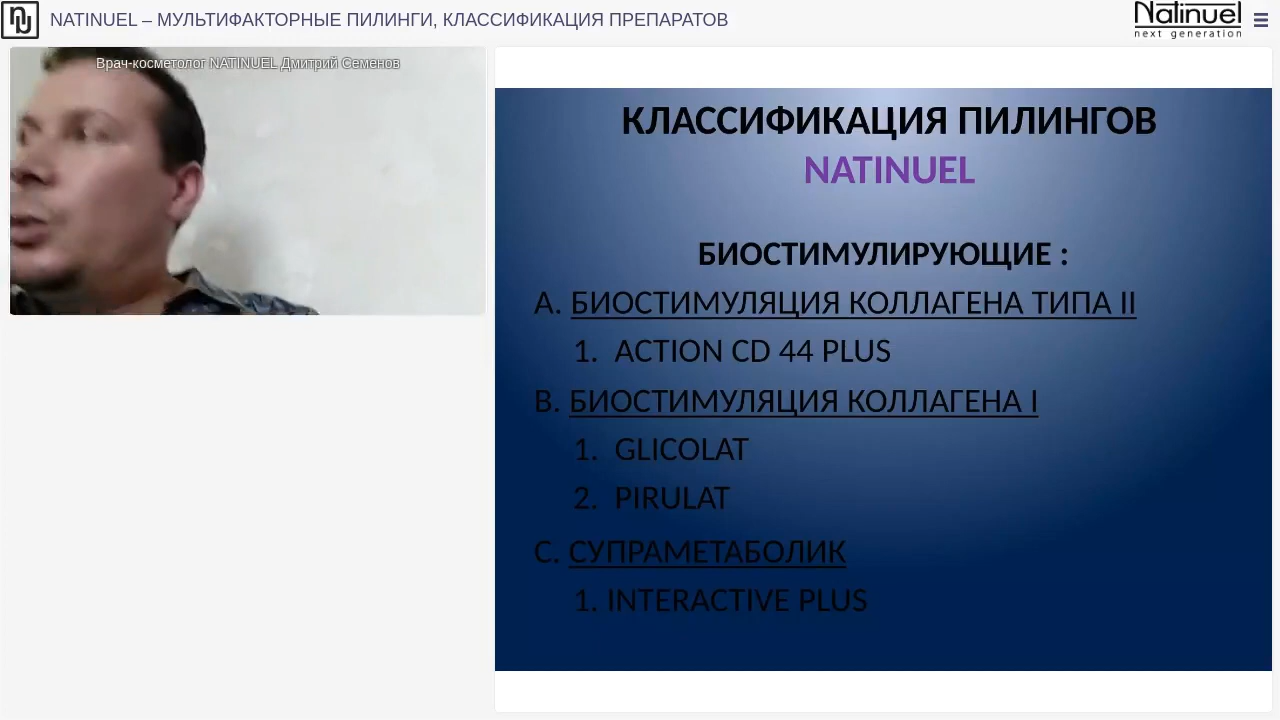 NATINUEL – МУЛЬТИФАКТОРНЫЕ ПИЛИНГИ, КЛАССИФИКАЦИЯ ПРЕПАРАТОВ
Natinuel
next generation
Врач-косметолог NATINUEL Дмитрий Семенов
КЛАССИФИКАЦИЯ ПИЛИНГОВ
NATINUEL
БИОСТИМУЛИРУЮЩИЕ :
A. БИОСТИМУЛЯЦИЯ КОЛЛАГЕНА ТИПА II
1. ACTION CD 44 PLUS
B. БИОСТИМУЛЯЦИЯ КОЛЛАГЕНА I
1. GLICOLAT
2. PIRULAT
C. СУПРАМЕТАБОЛИК
1. INTERACTIVE PLUS